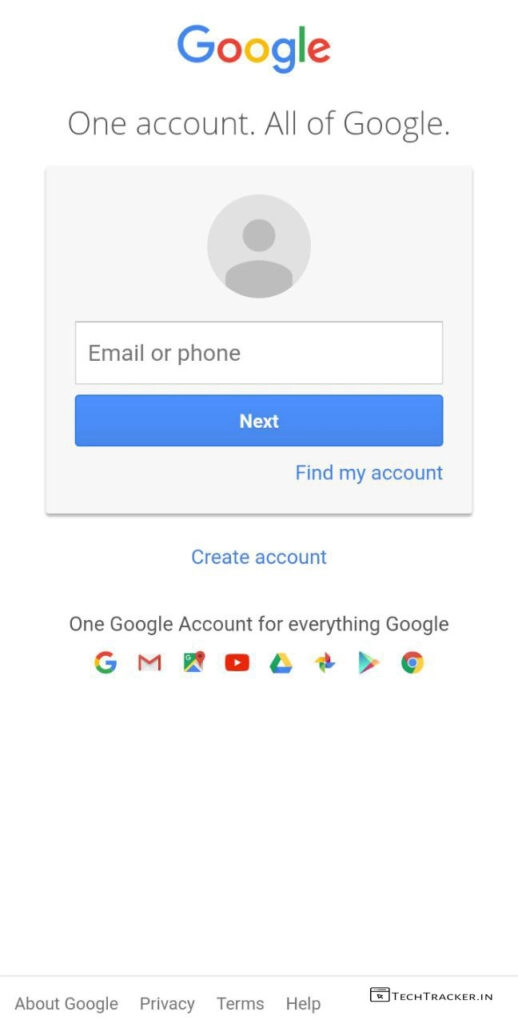 Google
One account. All of Google.
Email or phone
Next
Find my account
Create account
One Google Account for everything Google
About Google Privacy Terms Help TECHTRACKER.IN